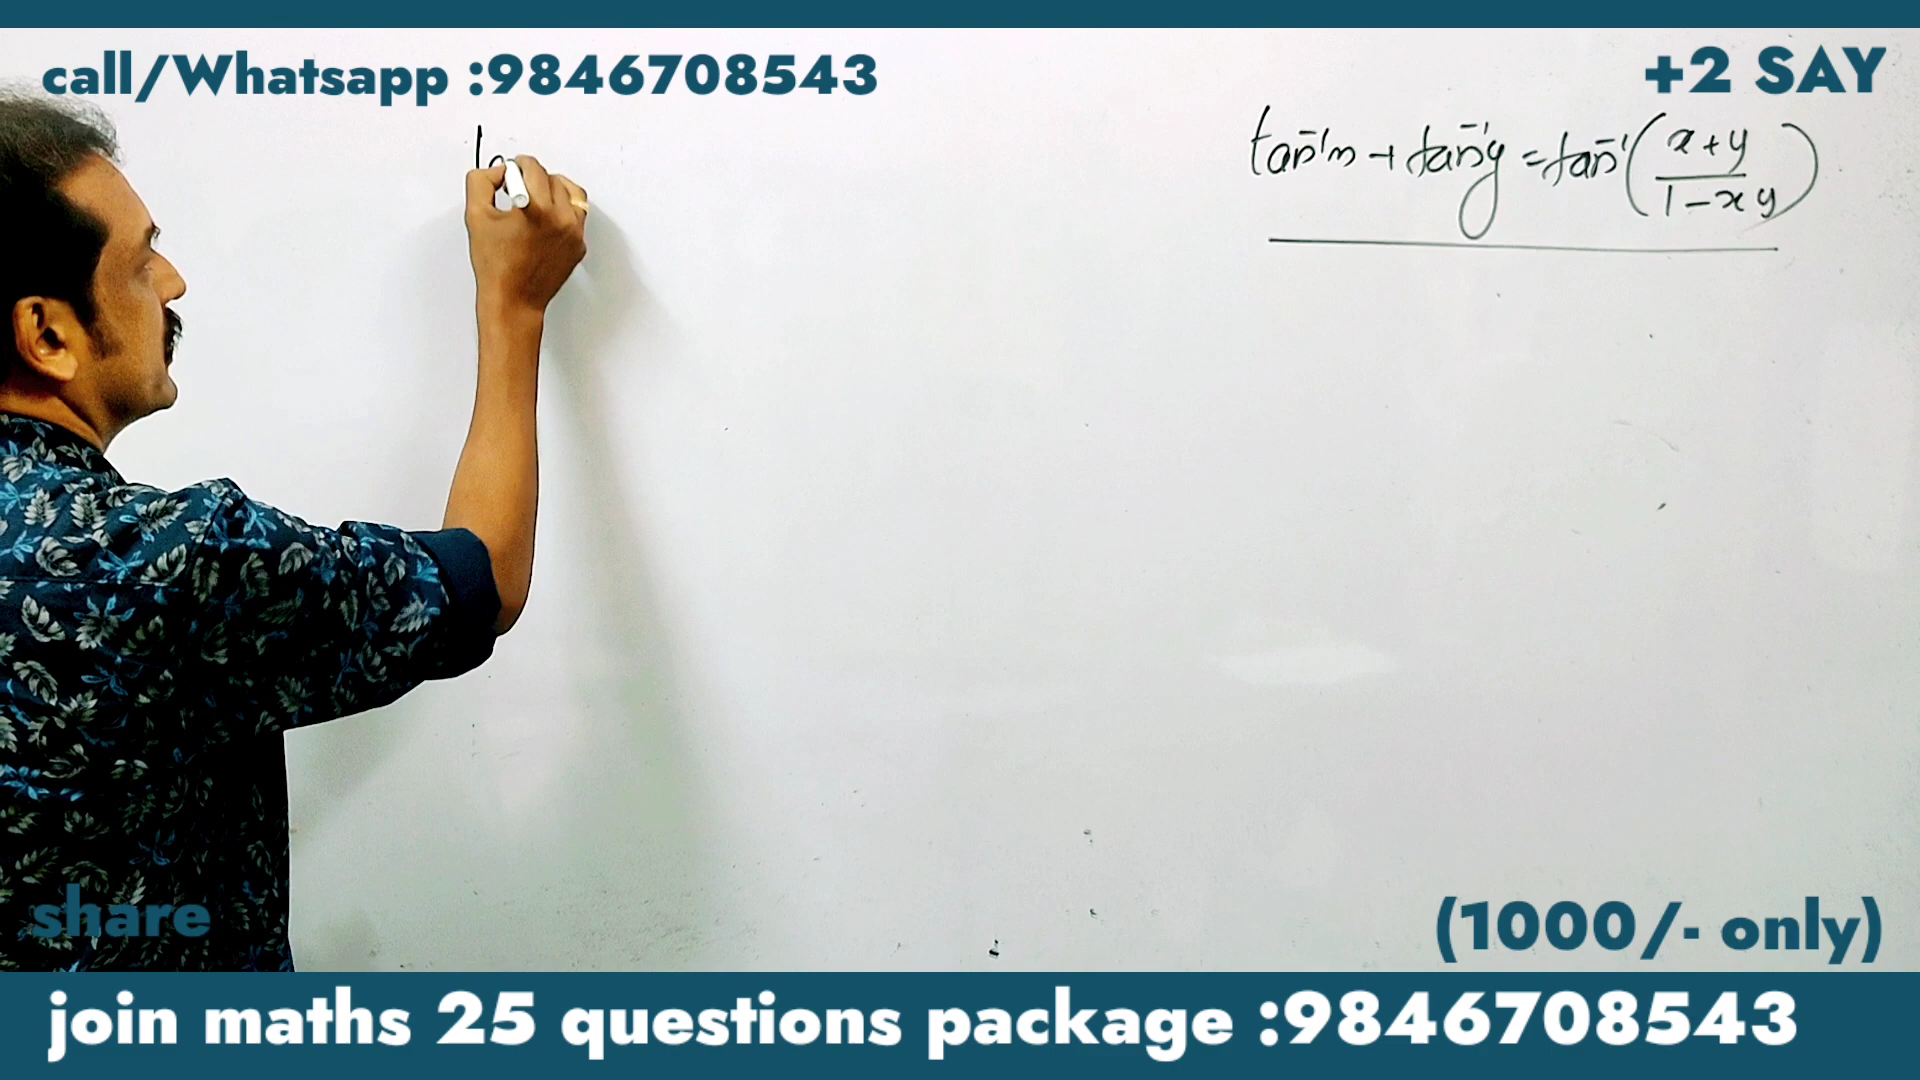 call/Whatsapp :9846708543
+2 SAY
tan⁻¹x + tan⁻¹y = tan⁻¹(x+y / 1-xy)
share
(1000/- only)
join maths 25 questions package :9846708543